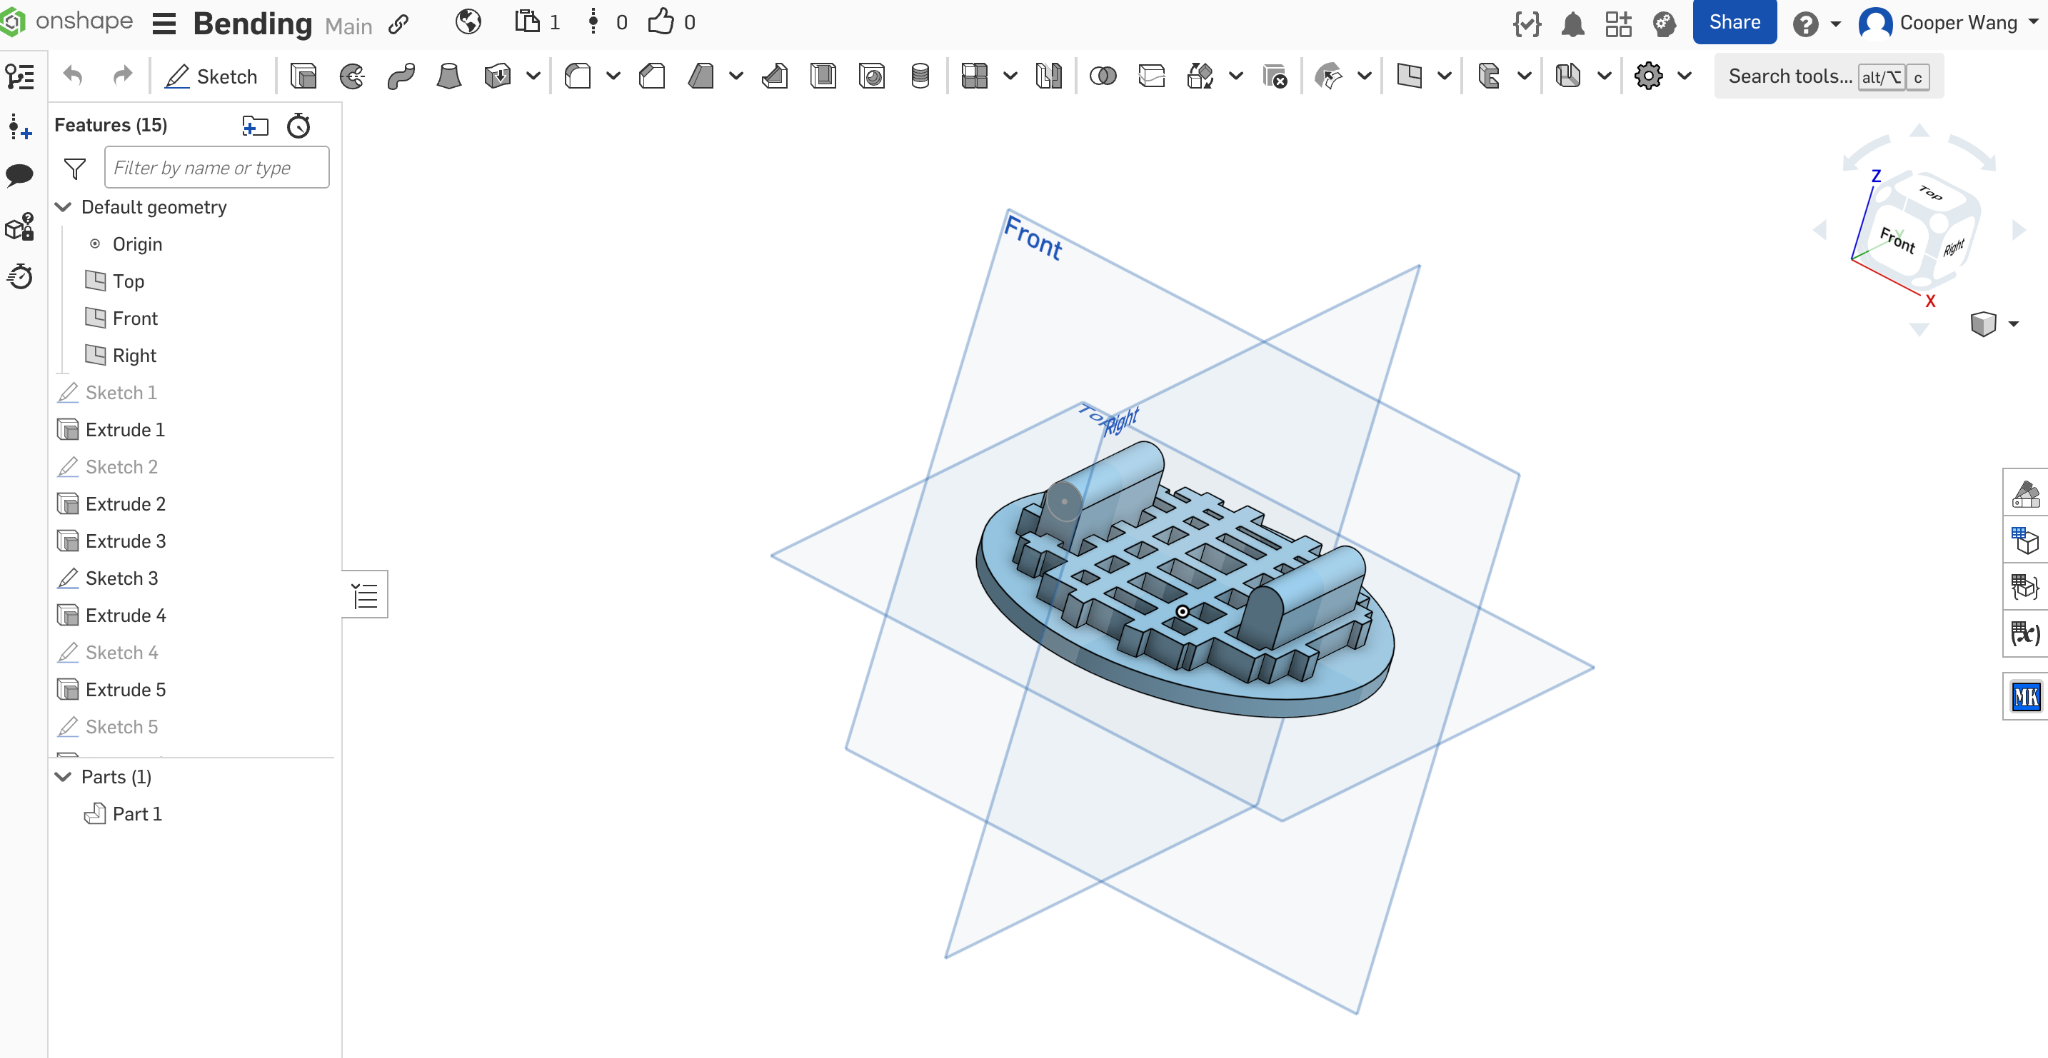 onshape Bending Main 1 0 0 Share Cooper Wang
Sketch Search tools... alt/⌥ c
Features (15)
Filter by name or type
Default geometry
Origin
Top
Front
Right
Sketch 1
Extrude 1
Sketch 2
Extrude 2
Extrude 3
Sketch 3
Extrude 4
Sketch 4
Extrude 5
Sketch 5
Parts (1)
Part 1
Front
Top
Right
Z
Top
Front
Y
Right
X
(x)
MK